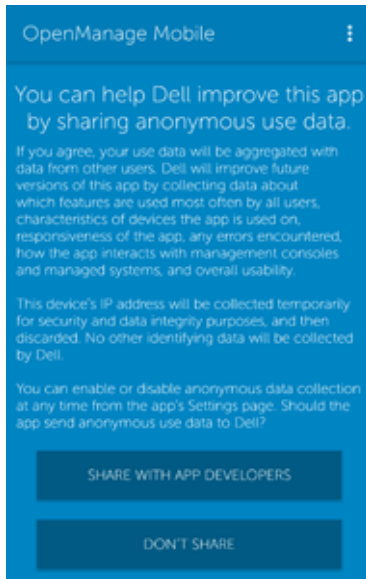 OpenManage Mobile
You can help Dell improve this app
by sharing anonymous use data.
If you agree, your use data will be aggregated with
data from other users. Dell will improve future
versions of this app by collecting data about
which features are used most often by all users,
characteristics of devices the app is used on,
responsiveness of the app, any errors encountered,
how the app interacts with management consoles
and managed systems, and overall usability.
This device's IP address will be collected temporarily
for security and data integrity purposes, and then
discarded. No other identifying data will be collected
by Dell.
You can enable or disable anonymous data collection
at any time from the app's Settings page. Should the
app send anonymous use data to Dell?
SHARE WITH APP DEVELOPERS
DON'T SHARE